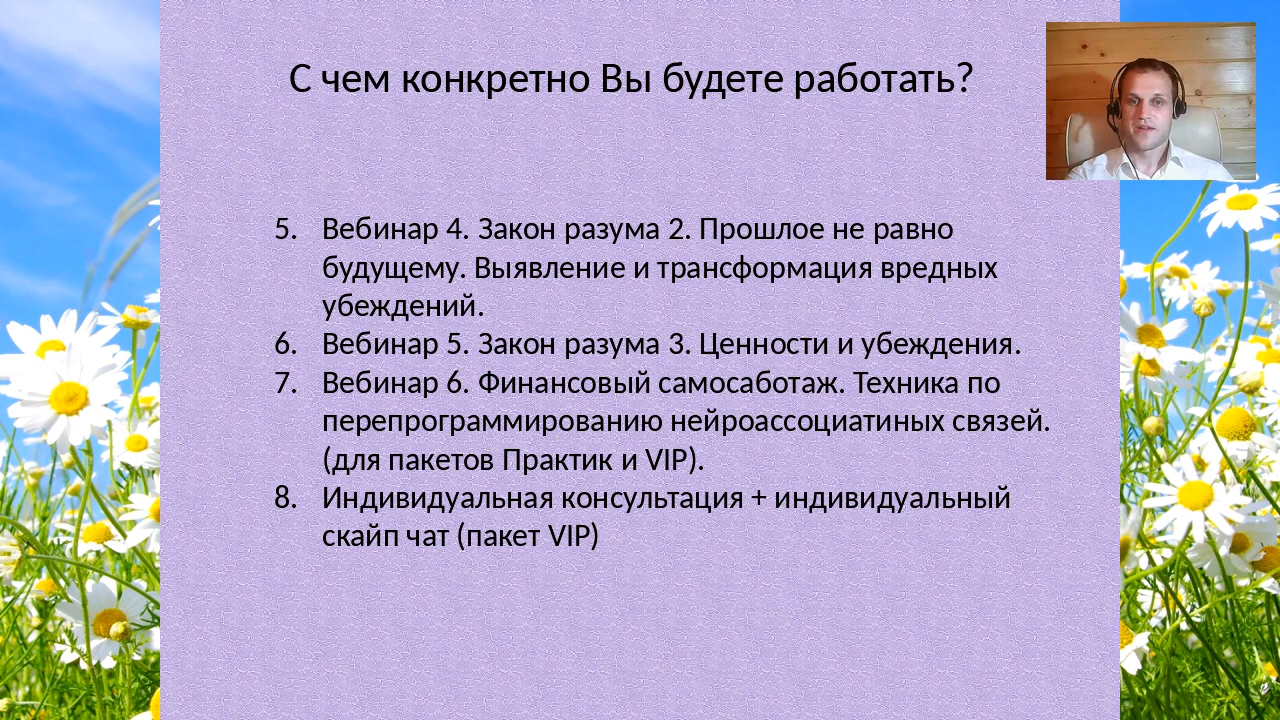 С чем конкретно Вы будете работать?
5. Вебинар 4. Закон разума 2. Прошлое не равно
будущему. Выявление и трансформация вредных
убеждений.
6. Вебинар 5. Закон разума 3. Ценности и убеждения.
7. Вебинар 6. Финансовый самосаботаж. Техника по
перепрограммированию нейроассоциатиных связей.
(для пакетов Практик и VIP).
8. Индивидуальная консультация + индивидуальный
скайп чат (пакет VIP)